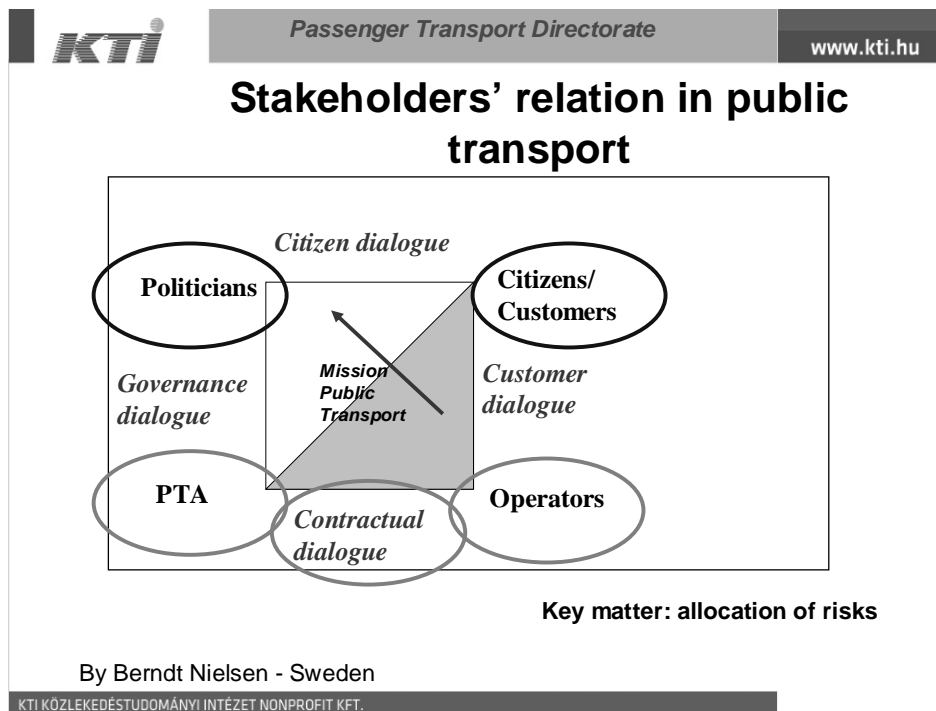 KTI
Passenger Transport Directorate
www.kti.hu
Stakeholders’ relation in public
transport
Citizen dialogue
Politicians
Citizens/
Customers
Mission
Public
Transport
Governance
dialogue
Customer
dialogue
PTA
Operators
Contractual
dialogue
Key matter: allocation of risks
By Berndt Nielsen - Sweden
KTI KÖZLEKEDÉSTUDOMÁNYI INTÉZET NONPROFIT KFT.